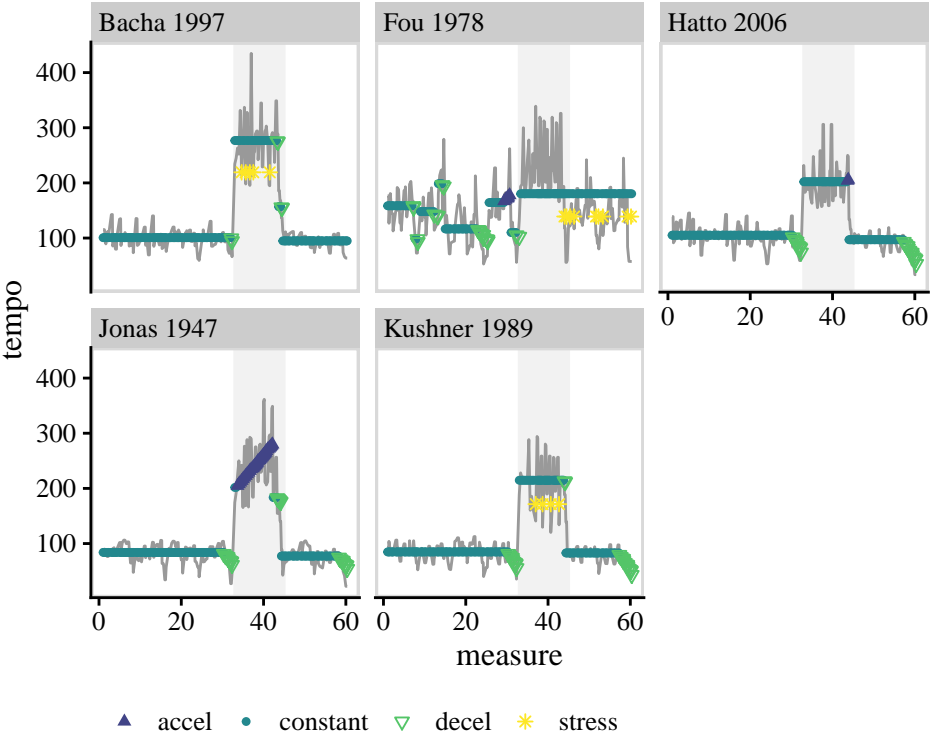 Bacha 1997
Fou 1978
Hatto 2006
400
300
200
100
0 20 40 60
Jonas 1947
Kushner 1989
400
300
200
100
0 20 40 60
0 20 40 60
tempo
measure
accel constant decel stress